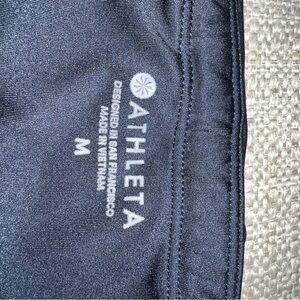 ATHLETA
DESIGNED IN SAN FRANCISCO
MADE IN VIETNAM
M